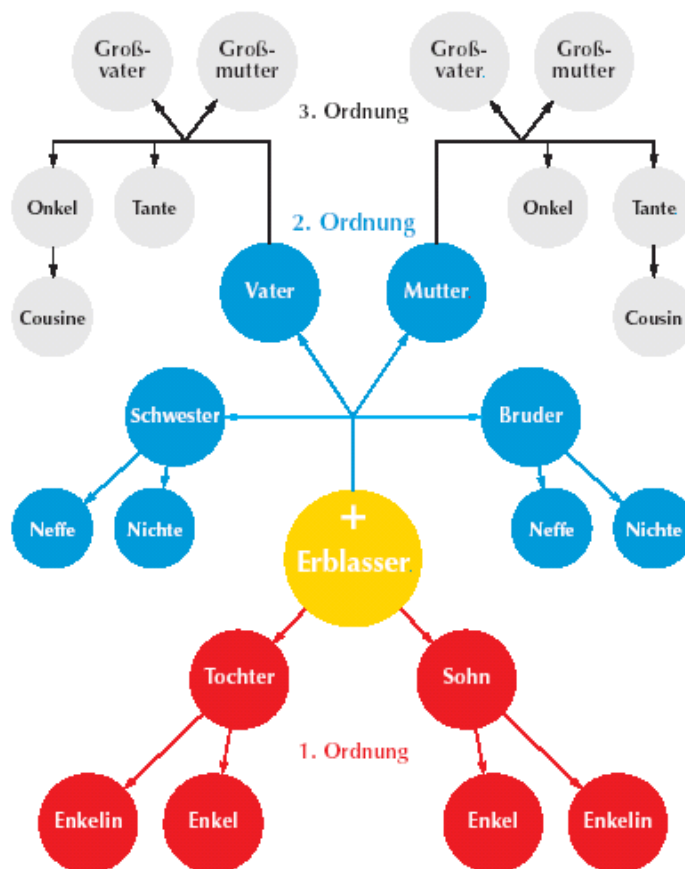 Groß-
vater
Groß-
mutter
Groß-
vater.
Groß-
mutter
3. Ordnung
Onkel
Tante
Onkel
Tante
2. Ordnung
Vater
Mutter
Cousine
Cousin
Schwester
Bruder
Neffe
Nichte
Neffe
Nichte
+
Erblasser.
Tochter
Sohn
1. Ordnung
Enkelin
Enkel
Enkel
Enkelin